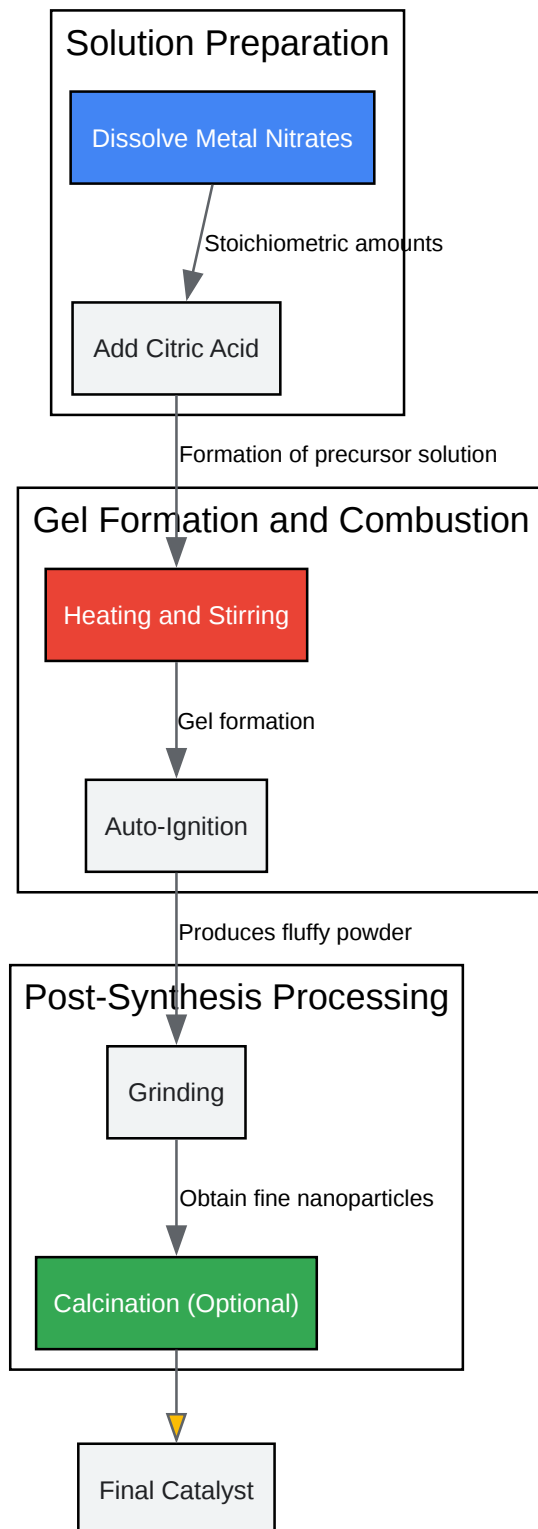 Solution Preparation
Dissolve Metal Nitrates
Stoichiometric amounts
Add Citric Acid
Formation of precursor solution
Gel Formation and Combustion
Heating and Stirring
Gel formation
Auto-Ignition
Produces fluffy powder
Post-Synthesis Processing
Grinding
Obtain fine nanoparticles
Calcination (Optional)
Final Catalyst